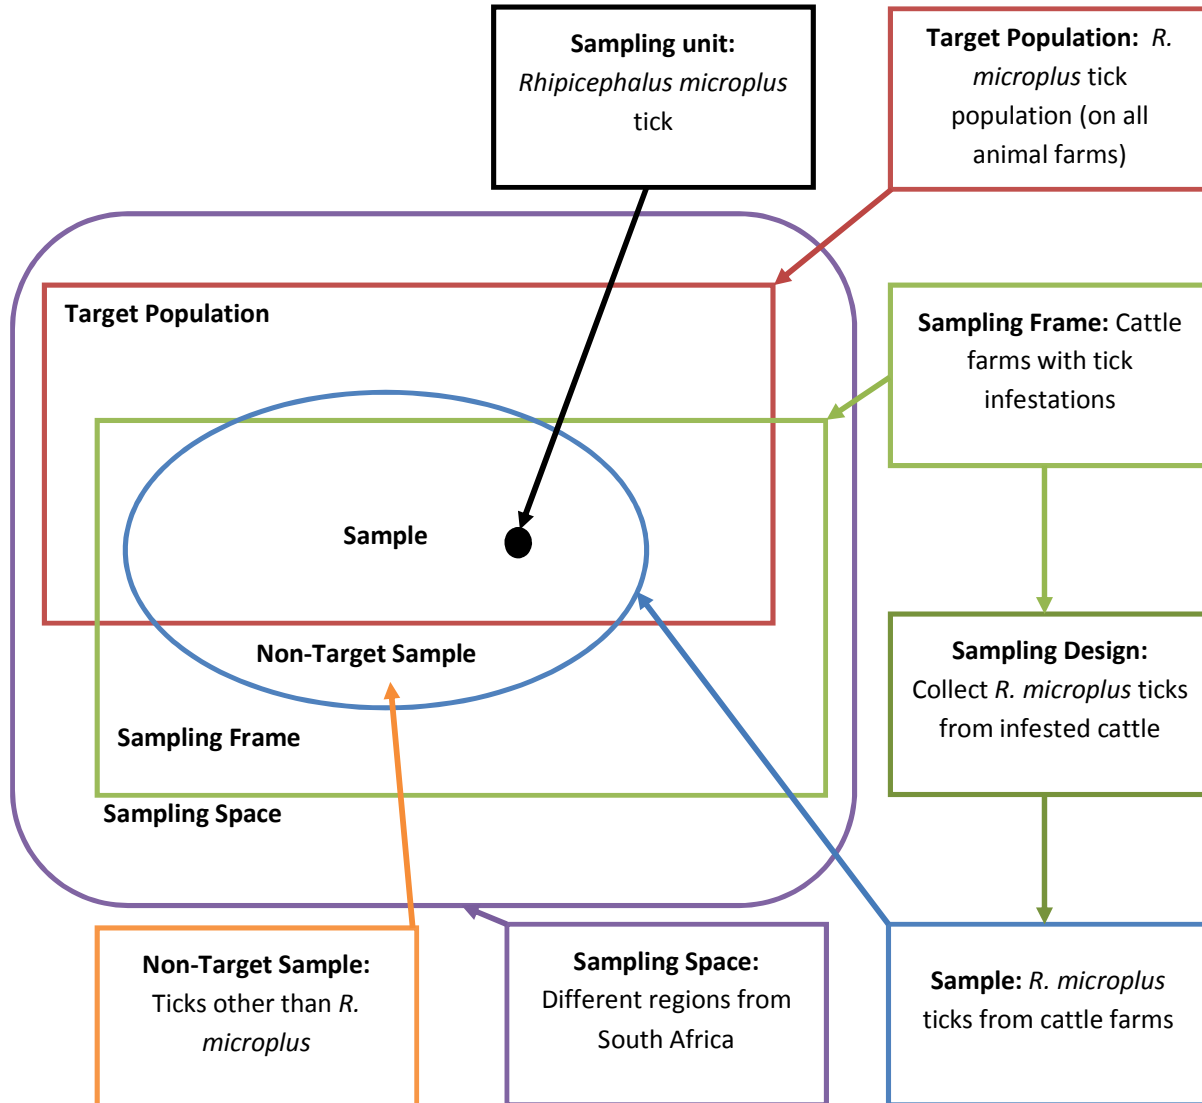 Sampling unit:
Rhipicephalus microplus
tick
Target Population: R.
microplus tick
population (on all
animal farms)
Target Population
Sampling Frame: Cattle
farms with tick
infestations
Sample
Non-Target Sample
Sampling Frame
Sampling Space
Sampling Design:
Collect R. microplus ticks
from infested cattle
Non-Target Sample:
Ticks other than R.
microplus
Sampling Space:
Different regions from
South Africa
Sample: R. microplus
ticks from cattle farms